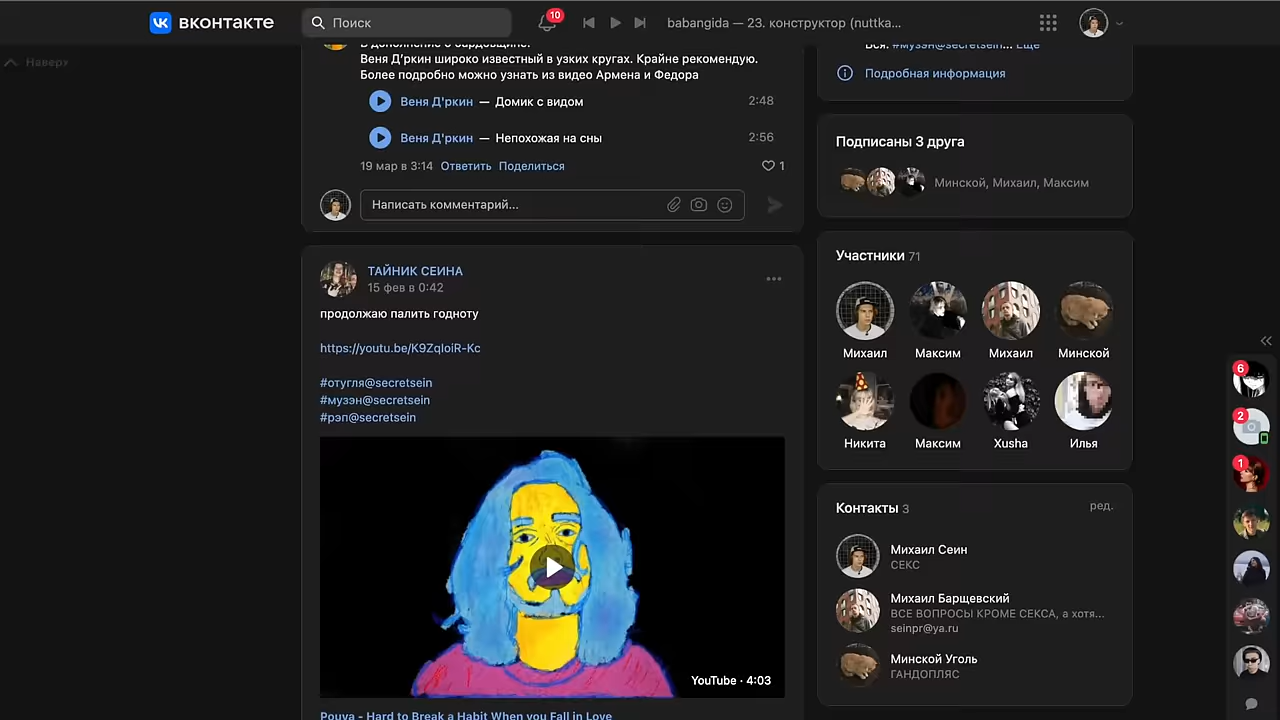 вконтакте
Поиск
10
babangida — 23. конструктор (nuttka...
Наверх
Веня Д'ркин широко известный в узких кругах. Крайне рекомендую.
Более подробно можно узнать из видео Армена и Федора
Веня Д'ркин — Домик с видом 2:48
Веня Д'ркин — Непохожая на сны 2:56
19 мар в 3:14 Ответить Поделиться 1
Написать комментарий...
ТАЙНИК СЕИНА
15 фев в 0:42
продолжаю палить годноту
https://youtu.be/K9ZqloiR-Kc
#отугля@secretsein
#музэн@secretsein
#рэп@secretsein
YouTube · 4:03
Pouya - Hard to Break a Habit When you Fall in Love
Вся: #музэн@secretsein... Ещё
Подробная информация
Подписаны 3 друга
Минской, Михаил, Максим
Участники 71
Михаил Максим Михаил Минской
Никита Максим Xusha Илья
Контакты 3 ред.
Михаил Сеин
СЕКС
Михаил Барщевский
ВСЕ ВОПРОСЫ КРОМЕ СЕКСА, а хотя...
seinpr@ya.ru
Минской Уголь
ГАНДОПЛЯС
6
2
1